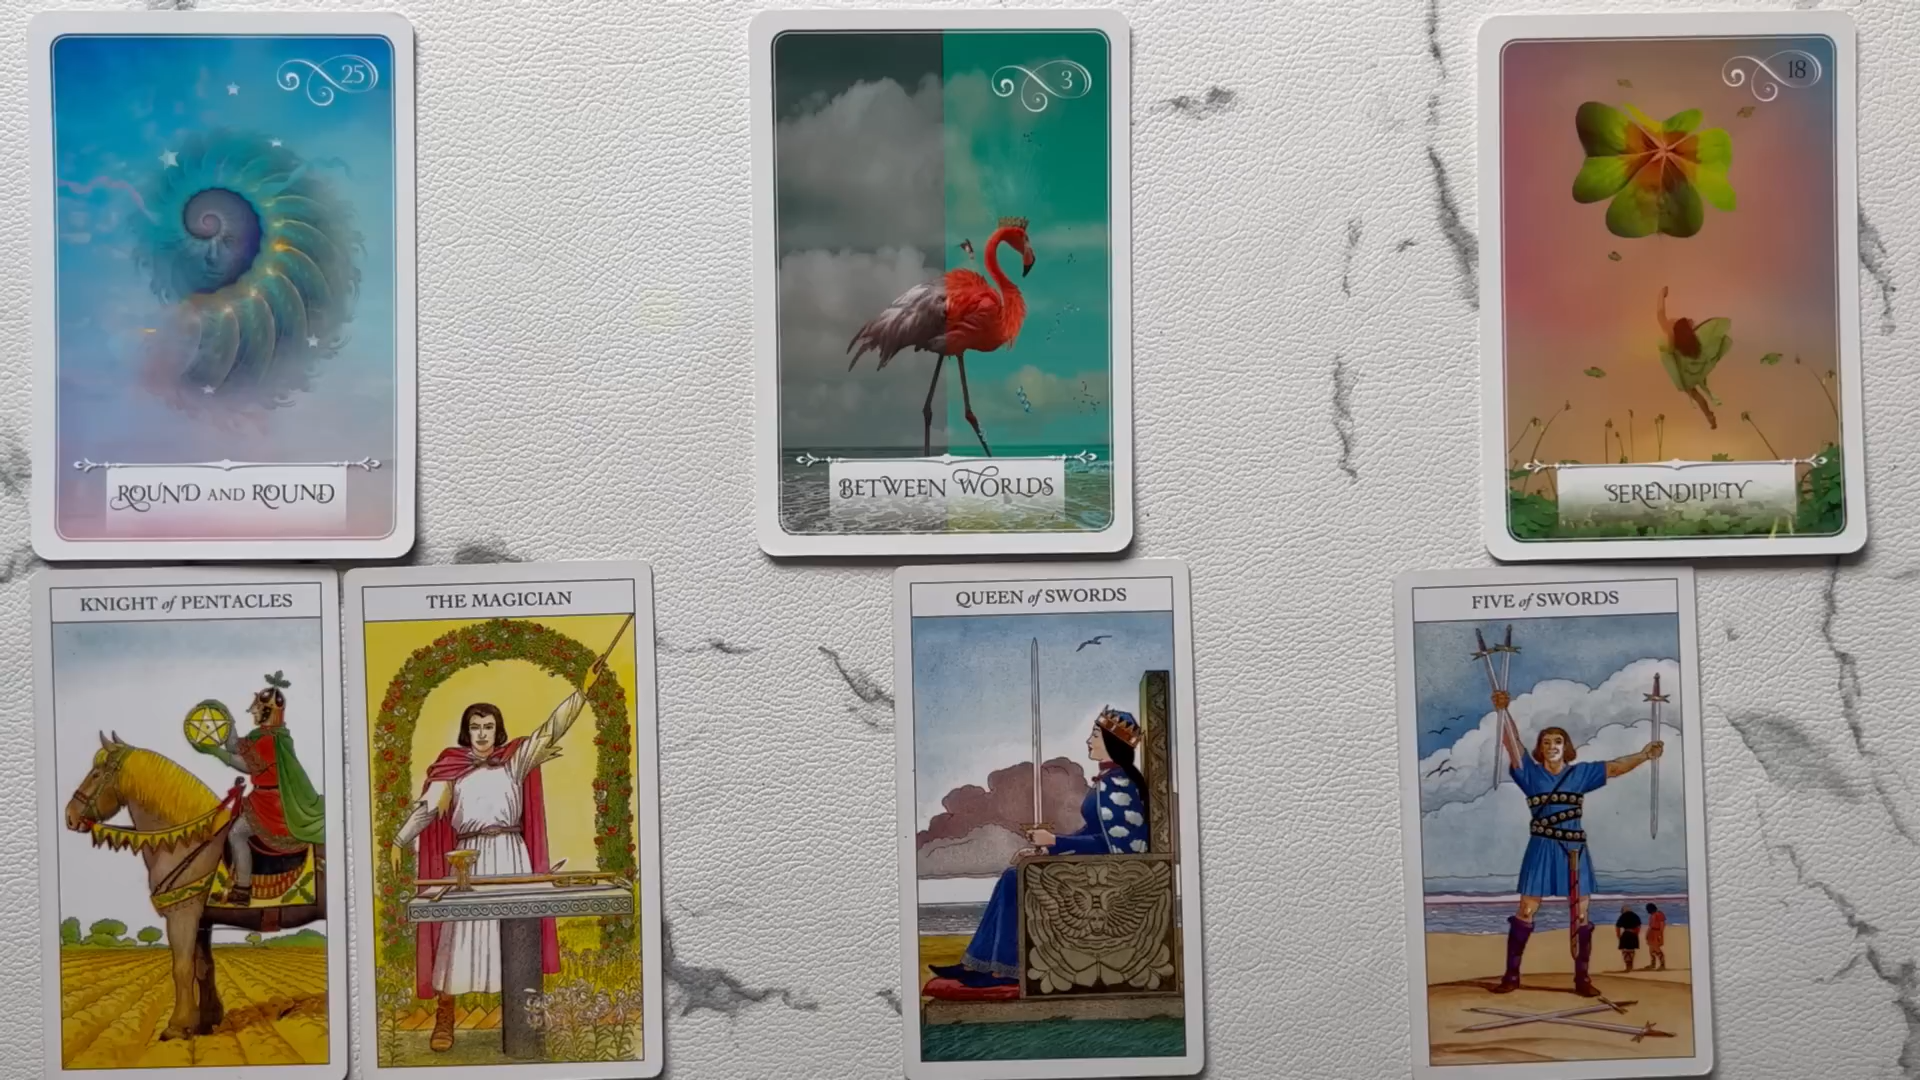 25
ROUND AND ROUND
3
BETWEEN WORLDS
18
SERENDIPITY
KNIGHT of PENTACLES
THE MAGICIAN
QUEEN of SWORDS
FIVE of SWORDS